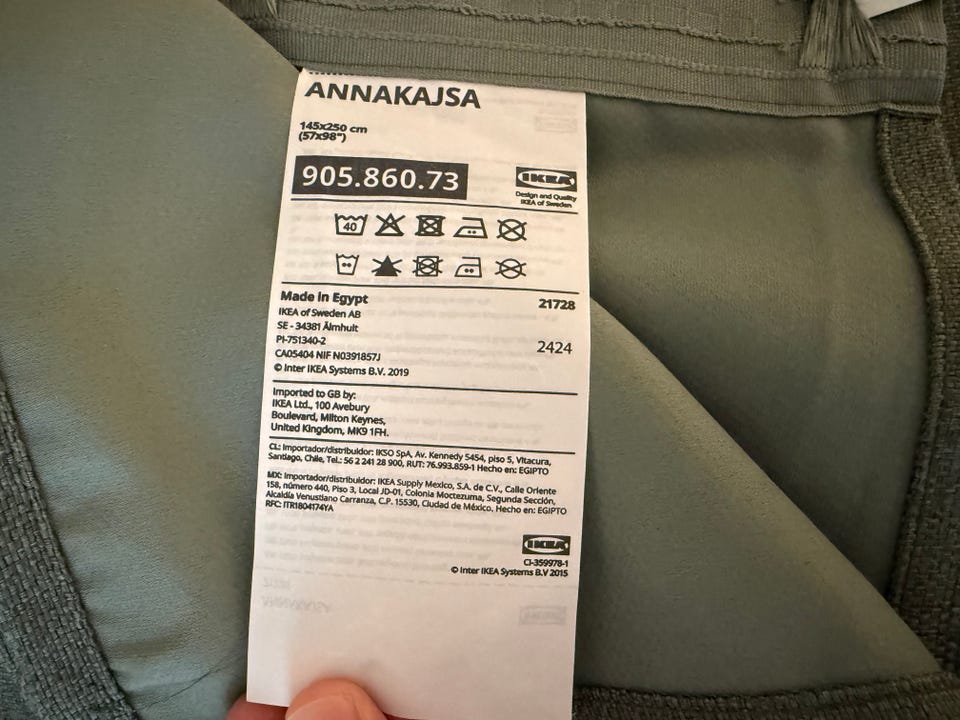 ANNAKAJSA
145x250 cm
(57x98")
905.860.73
IKEA
Design and Quality
IKEA of Sweden
40
Made in Egypt
21728
IKEA of Sweden AB
SE - 34381 Älmhult
PI-751340-2
2424
CA05404 NIF N0391857J
© Inter IKEA Systems B.V. 2019
Imported to GB by:
IKEA Ltd., 100 Avebury
Boulevard, Milton Keynes,
United Kingdom, MK9 1FH.
CL: Importador/distribuidor: IKSO SpA, Av. Kennedy 5454, piso 5, Vitacura,
Santiago, Chile, Tel.: 56 2 241 28 900, RUT: 76.993.859-1 Hecho en: EGIPTO
MX: Importador/distribuidor: IKEA Supply Mexico, S.A. de C.V., Calle Oriente
158, número 440, Piso 3, Local JD-01, Colonia Moctezuma, Segunda Sección,
Alcaldía Venustiano Carranza, C.P. 15530, Ciudad de México. Hecho en: EGIPTO
RFC: ITR1804174YA
IKEA
CI-359978-1
© Inter IKEA Systems B.V 2015